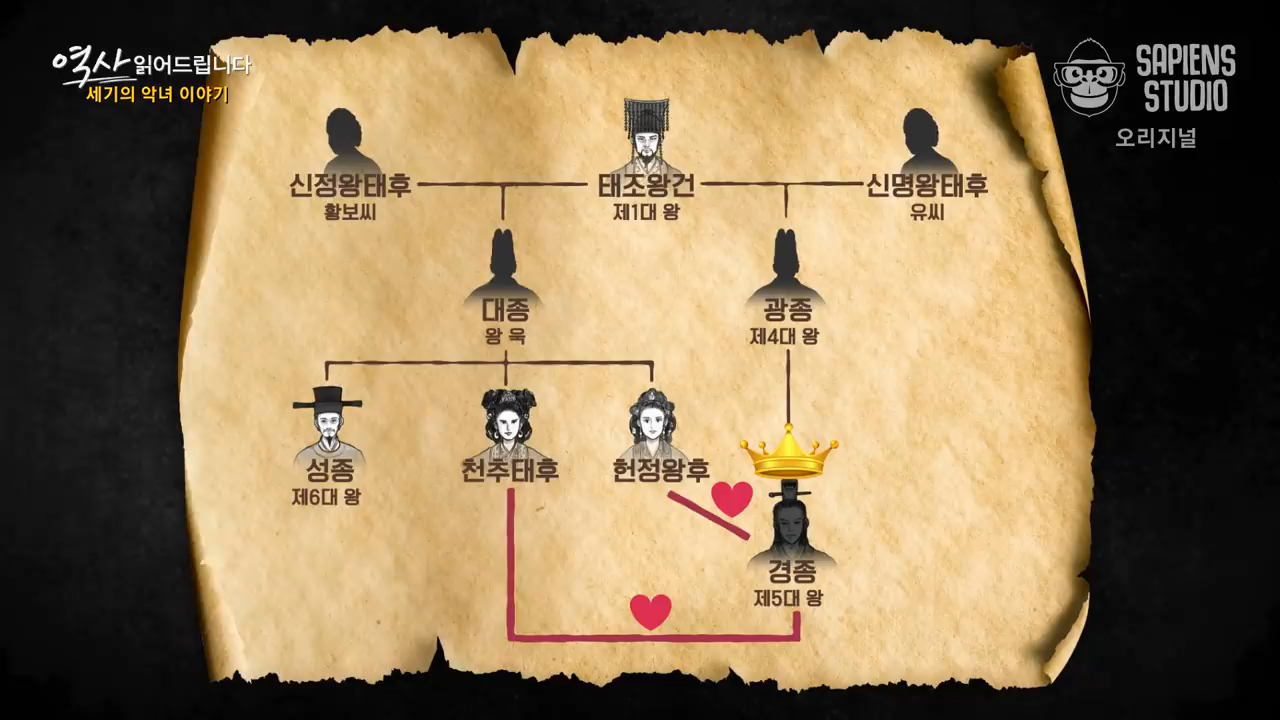 역사 읽어드립니다
세기의 악녀 이야기
SAPIENS
STUDIO
오리지널
신정왕태후
황보씨
태조왕건
제1대 왕
신명왕태후
유씨
대종
왕 욱
광종
제4대 왕
성종
제6대 왕
천추태후
헌정왕후
경종
제5대 왕